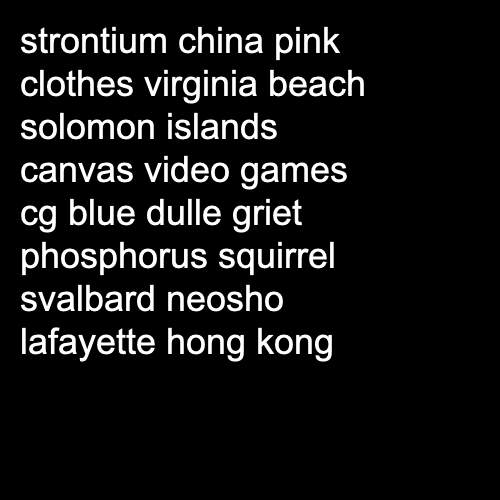 strontium china pink
clothes virginia beach
solomon islands
canvas video games
cg blue dulle griet
phosphorus squirrel
svalbard neosho
lafayette hong kong